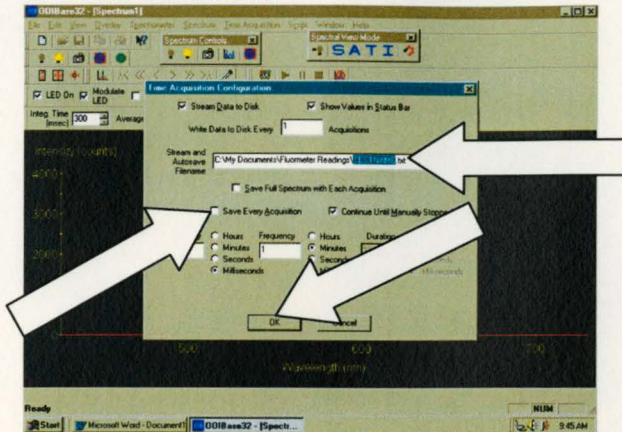 OOIBase32 - [Spectrum1]
File Edit View Overlay Spectrometer Spectrum Time Acquisition Script Window Help
Spectrum Controls
Spectral View Mode
S A T I
LED On
Modulate LED
Integ. Time (msec) 300
Average
Time Acquisition Configuration
Stream Data to Disk
Show Values in Status Bar
Write Data to Disk Every 1 Acquisitions
Stream and Autosave Filename
C:\My Documents\Fluormeter Readings\ .txt
Save Full Spectrum with Each Acquisition
Save Every Acquisition
Continue Until Manually Stopped
Hours
Minutes
Seconds
Milliseconds
Frequency
1
Hours
Minutes
Duration
Milliseconds
OK
Cancel
Intensity (counts)
4000
3000
2000
500
600
700
Wavelength (nm)
Ready
NUM
Start
Microsoft Word - Document1
OOIBase32 - [Spectr...
9:45 AM